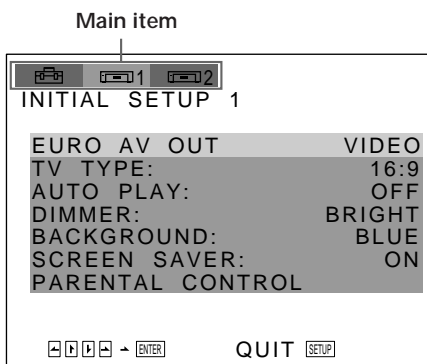 Main item
1 2
INITIAL SETUP 1
EURO AV OUT VIDEO
TV TYPE: 16:9
AUTO PLAY: OFF
DIMMER: BRIGHT
BACKGROUND: BLUE
SCREEN SAVER: ON
PARENTAL CONTROL
ENTER QUIT SETUP